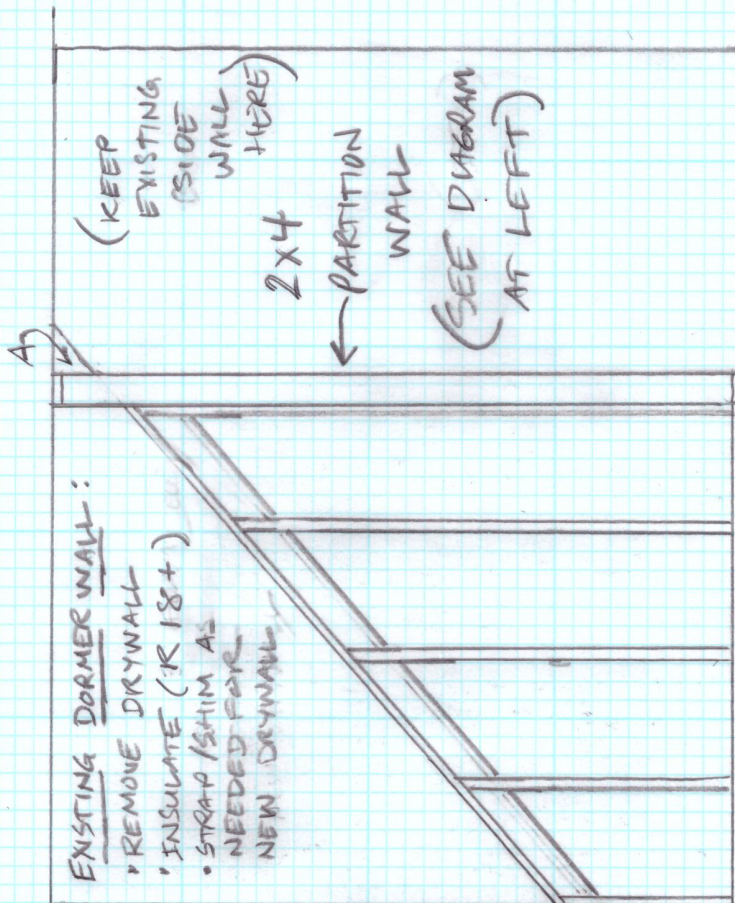 EXISTING DORMER WALL:
• REMOVE DRYWALL
• INSULATE (R 18+)
• STRAP/SHIM AS
NEEDED FOR
NEW DRYWALL
A
(KEEP
EXISTING
SIDE
WALL
HERE)
2x4
PARTITION
WALL
(SEE DIAGRAM
AT LEFT)